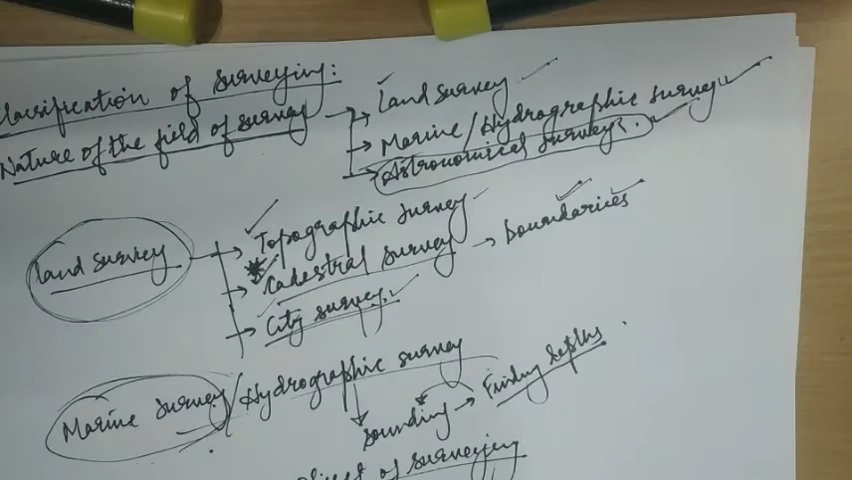 Classification of surveying:
Nature of the field of survey → Land survey
→ Marine/Hydrographic survey
→ Astronomical surveys.
Land survey → Topographic survey
→ Cadestral survey → boundaries
→ City survey.
Marine survey/Hydrographic survey
sounding → Finding depths
of surveying